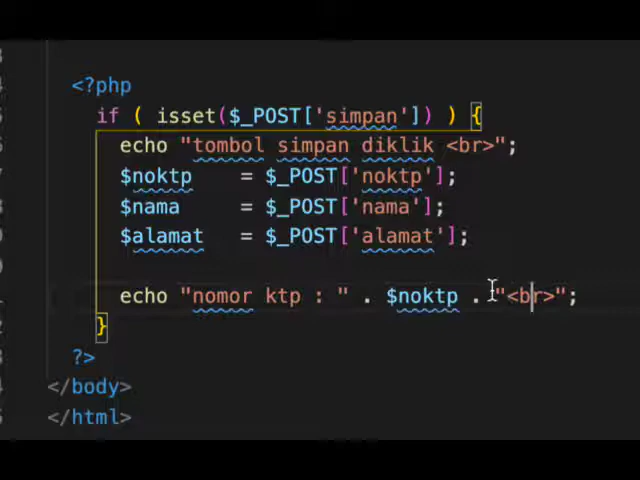 <?php
if ( isset($_POST['simpan']) ) {
echo "tombol simpan diklik <br>";
$noktp = $_POST['noktp'];
$nama = $_POST['nama'];
$alamat = $_POST['alamat'];
echo "nomor ktp : " . $noktp . "<br>";
}
?>
</body>
</html>